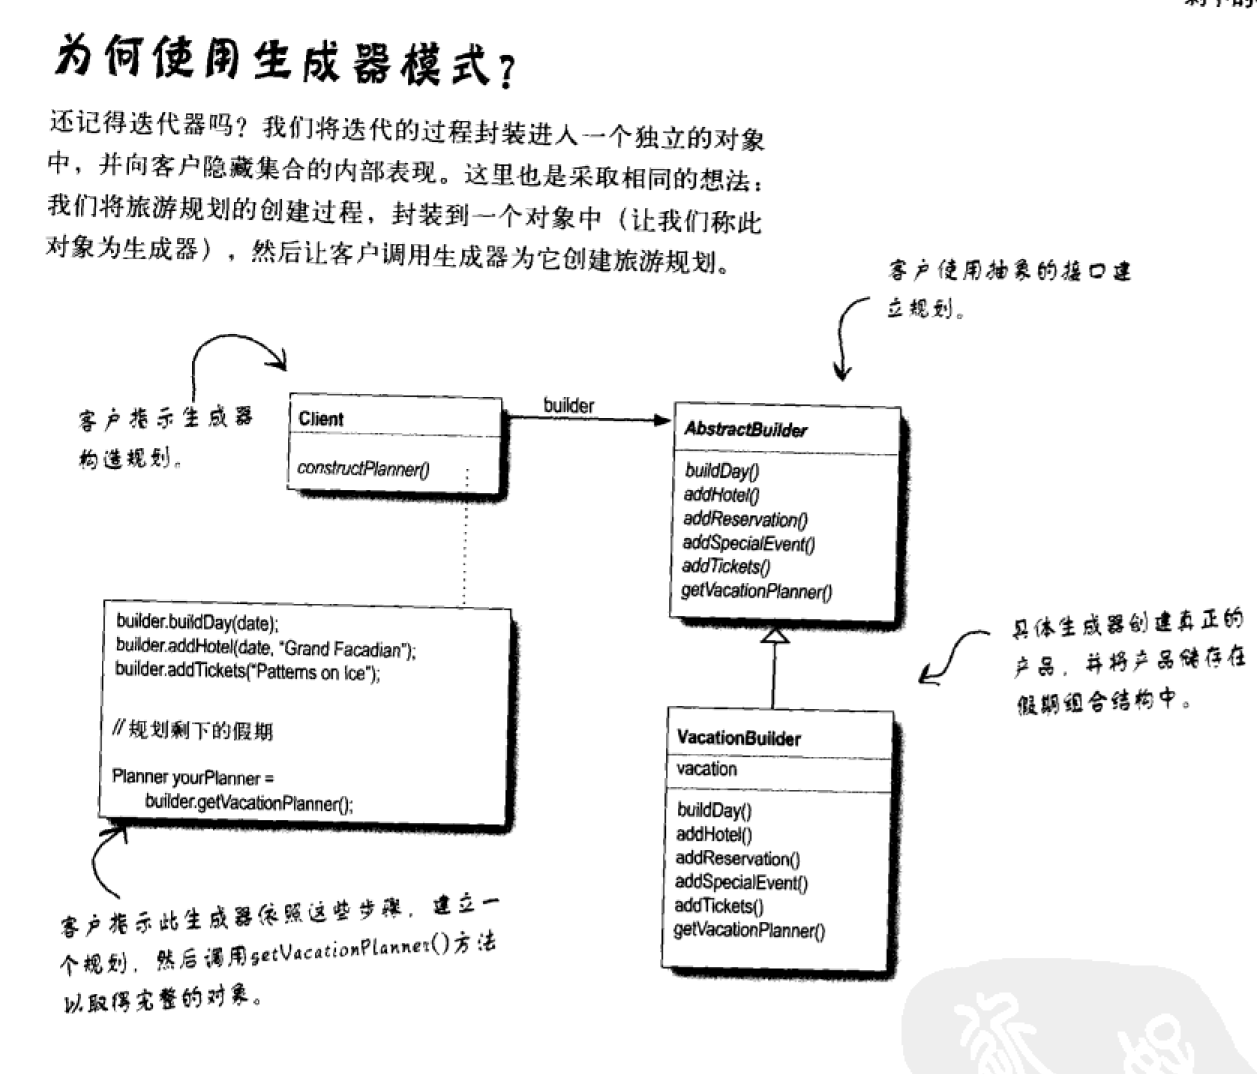 为何使用生成器模式?
还记得迭代器吗？我们将迭代的过程封装进入一个独立的对象
中，并向客户隐藏集合的内部表现。这里也是采取相同的想法：
我们将旅游规划的创建过程，封装到一个对象中（让我们称此
对象为生成器），然后让客户调用生成器为它创建旅游规划。
客户使用抽象的接口建
立规划。
客户指示生成器
构造规划。
Client
constructPlanner()
builder
AbstractBuilder
buildDay()
addHotel()
addReservation()
addSpecialEvent()
addTickets()
getVacationPlanner()
builder.buildDay(date);
builder.addHotel(date, “Grand Facadian”);
builder.addTickets(“Patterns on Ice”);
//规划剩下的假期
Planner yourPlanner =
builder.getVacationPlanner();
具体生成器创建真正的
产品，并将产品储存在
假期组合结构中。
VacationBuilder
vacation
buildDay()
addHotel()
addReservation()
addSpecialEvent()
addTickets()
getVacationPlanner()
客户指示此生成器依照这些步骤，建立一
个规划，然后调用getVacationPlanner()方法
以取得完整的对象。